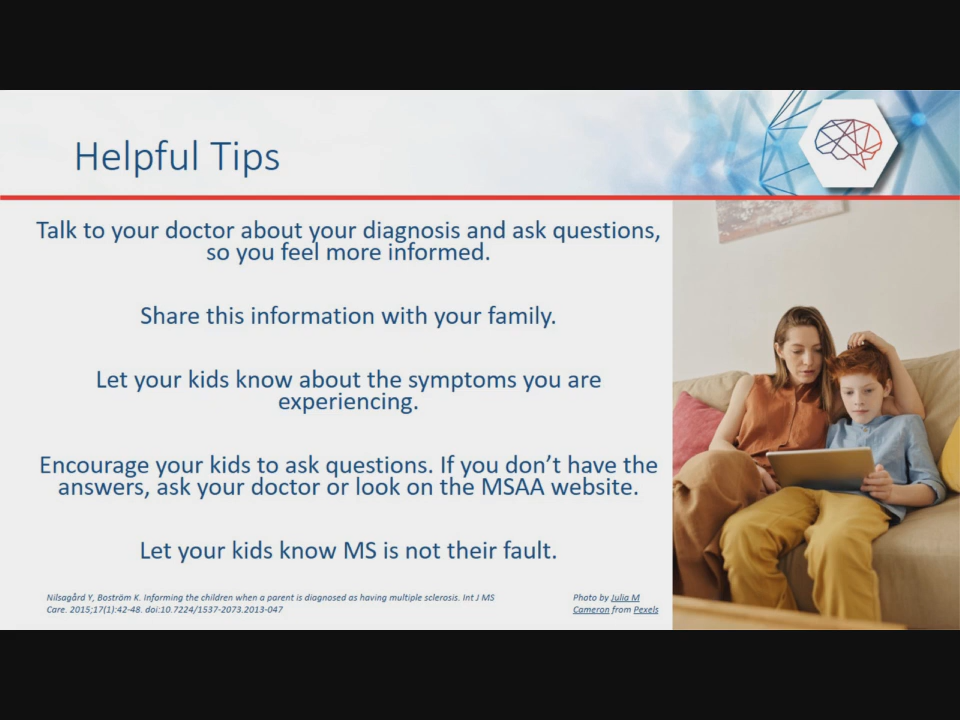 Helpful Tips
Talk to your doctor about your diagnosis and ask questions,
so you feel more informed.
Share this information with your family.
Let your kids know about the symptoms you are
experiencing.
Encourage your kids to ask questions. If you don’t have the
answers, ask your doctor or look on the MSAA website.
Let your kids know MS is not their fault.
Nilsagård Y, Boström K. Informing the children when a parent is diagnosed as having multiple sclerosis. Int J MS
Care. 2015;17(1):42-48. doi:10.7224/1537-2073.2013-047
Photo by Julia M
Cameron from Pexels